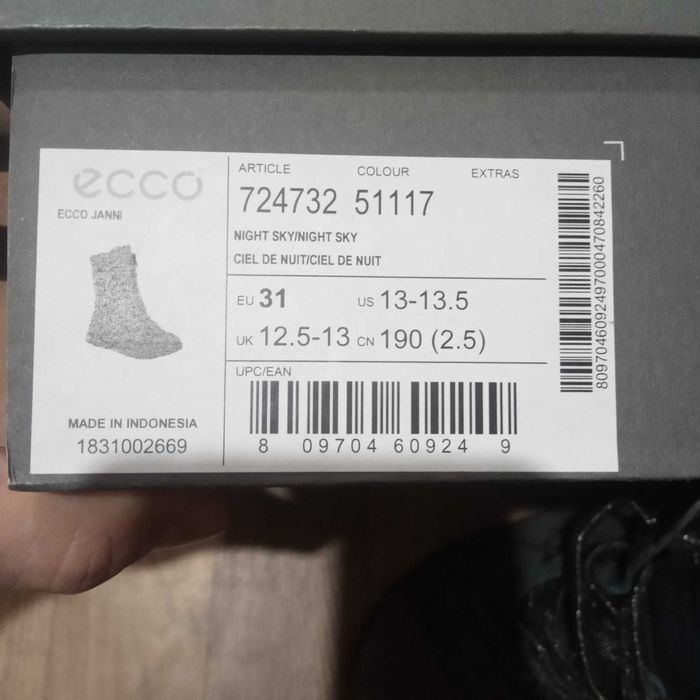 ecco
ECCO JANNI
MADE IN INDONESIA
1831002669
ARTICLE COLOUR EXTRAS
724732 51117
NIGHT SKY/NIGHT SKY
CIEL DE NUIT/CIEL DE NUIT
EU 31 US 13-13.5
UK 12.5-13 CN 190 (2.5)
UPC/EAN
8 09704 60924 9
809704609249700047084​2260